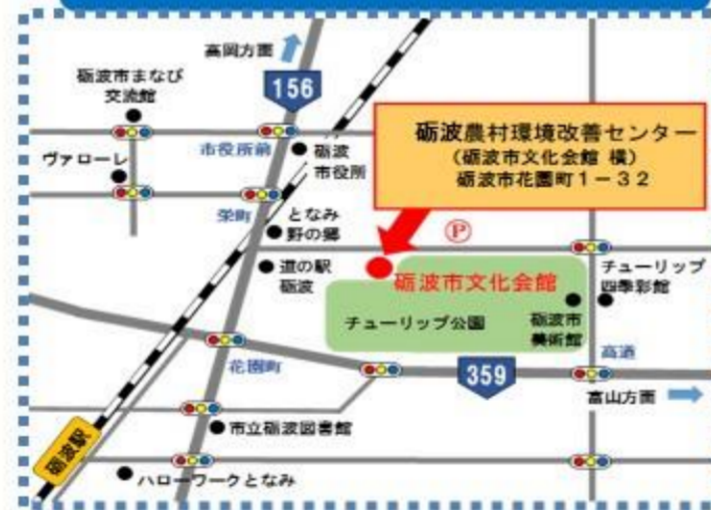 高岡方面
156
砺波市まなび
交流館
市役所前
砺波
市役所
ヴァローレ
砺波農村環境改善センター
（砺波市文化会館 横）
砺波市花園町１－３２
栄町
となみ
野の郷
Ⓟ
道の駅
砺波
砺波市文化会館
チューリップ
四季彩館
チューリップ公園
砺波市
美術館
花園町
359
高道
富山方面
市立砺波図書館
砺波駅
ハローワークとなみ